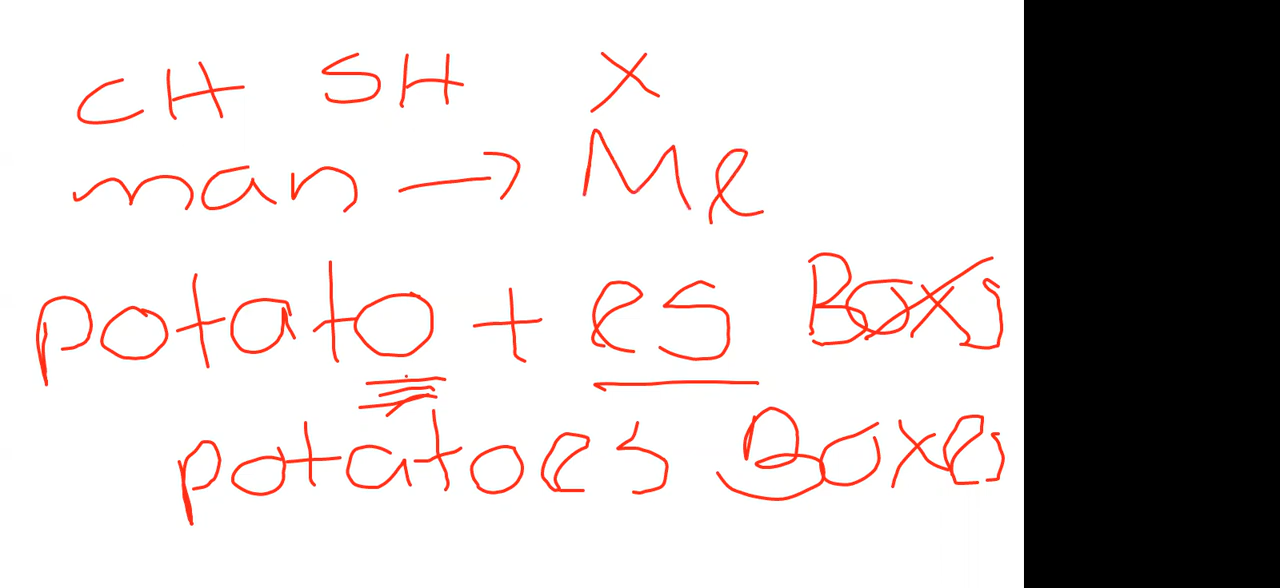 CH SH X
man → Me
potato + es Boxs
potatoes Boxes